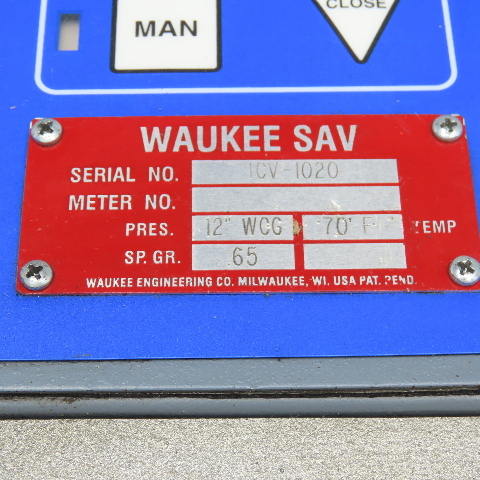 CLOSE
MAN
WAUKEE SAV
SERIAL NO. ICV-1020
METER NO.
PRES. 12" WCG 70° TEMP
SP. GR. .65
WAUKEE ENGINEERING CO. MILWAUKEE, WI. USA PAT. PEND.